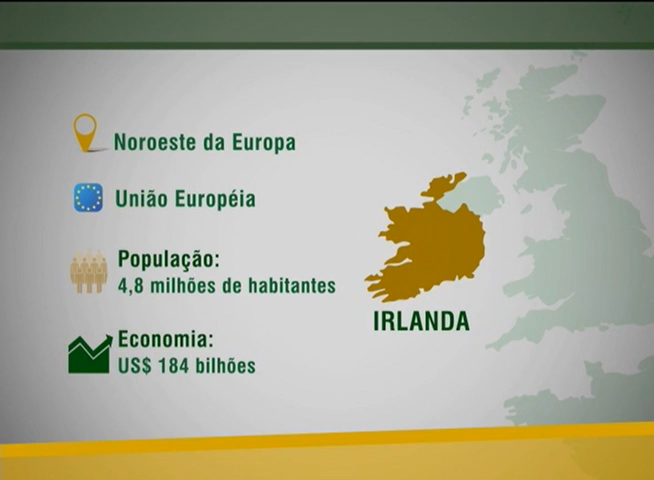 Noroeste da Europa
União Européia
População:
4,8 milhões de habitantes
Economia:
US$ 184 bilhões
IRLANDA